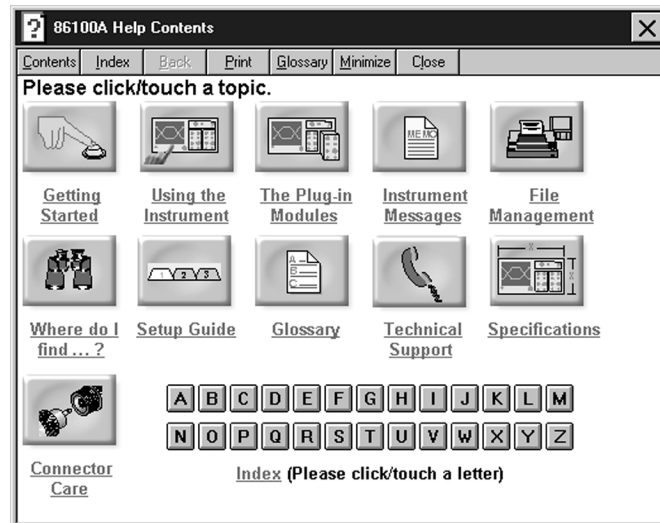 ? 86100A Help Contents
Contents Index Back Print Glossary Minimize Close
Please click/touch a topic.
MEMO
Getting Started
Using the Instrument
The Plug-in Modules
Instrument Messages
File Management
1 2 3
A
B
C
X
X
Where do I find ... ?
Setup Guide
Glossary
Technical Support
Specifications
Connector Care
A B C D E F G H I J K L M
N O P Q R S T U V W X Y Z
Index (Please click/touch a letter)